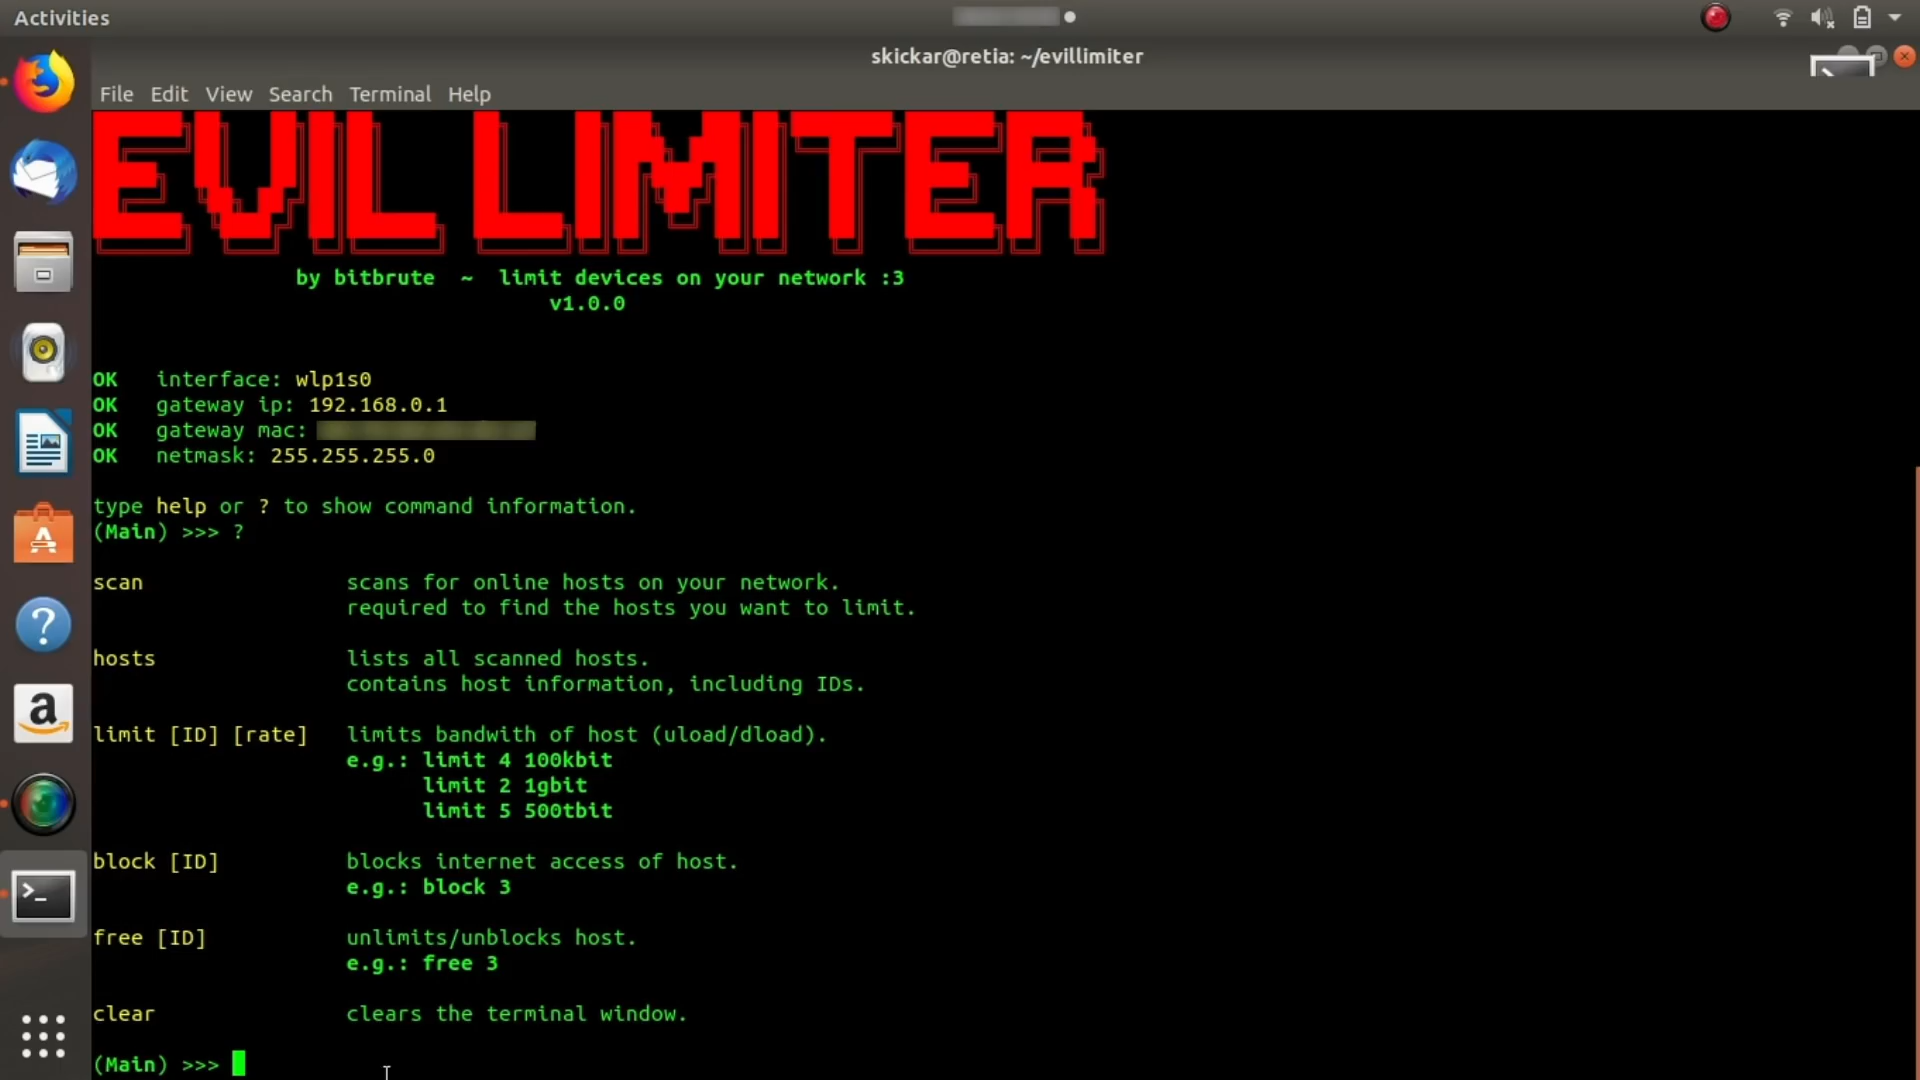 Activities
skickar@retia: ~/evillimiter
File Edit View Search Terminal Help
EVIL LIMITER
by bitbrute ~ limit devices on your network :3
v1.0.0
OK interface: wlp1s0
OK gateway ip: 192.168.0.1
OK gateway mac:
OK netmask: 255.255.255.0
type help or ? to show command information.
(Main) >>> ?
scan scans for online hosts on your network.
required to find the hosts you want to limit.
hosts lists all scanned hosts.
contains host information, including IDs.
limit [ID] [rate] limits bandwith of host (uload/dload).
e.g.: limit 4 100kbit
limit 2 1gbit
limit 5 500tbit
block [ID] blocks internet access of host.
e.g.: block 3
free [ID] unlimits/unblocks host.
e.g.: free 3
clear clears the terminal window.
(Main) >>>